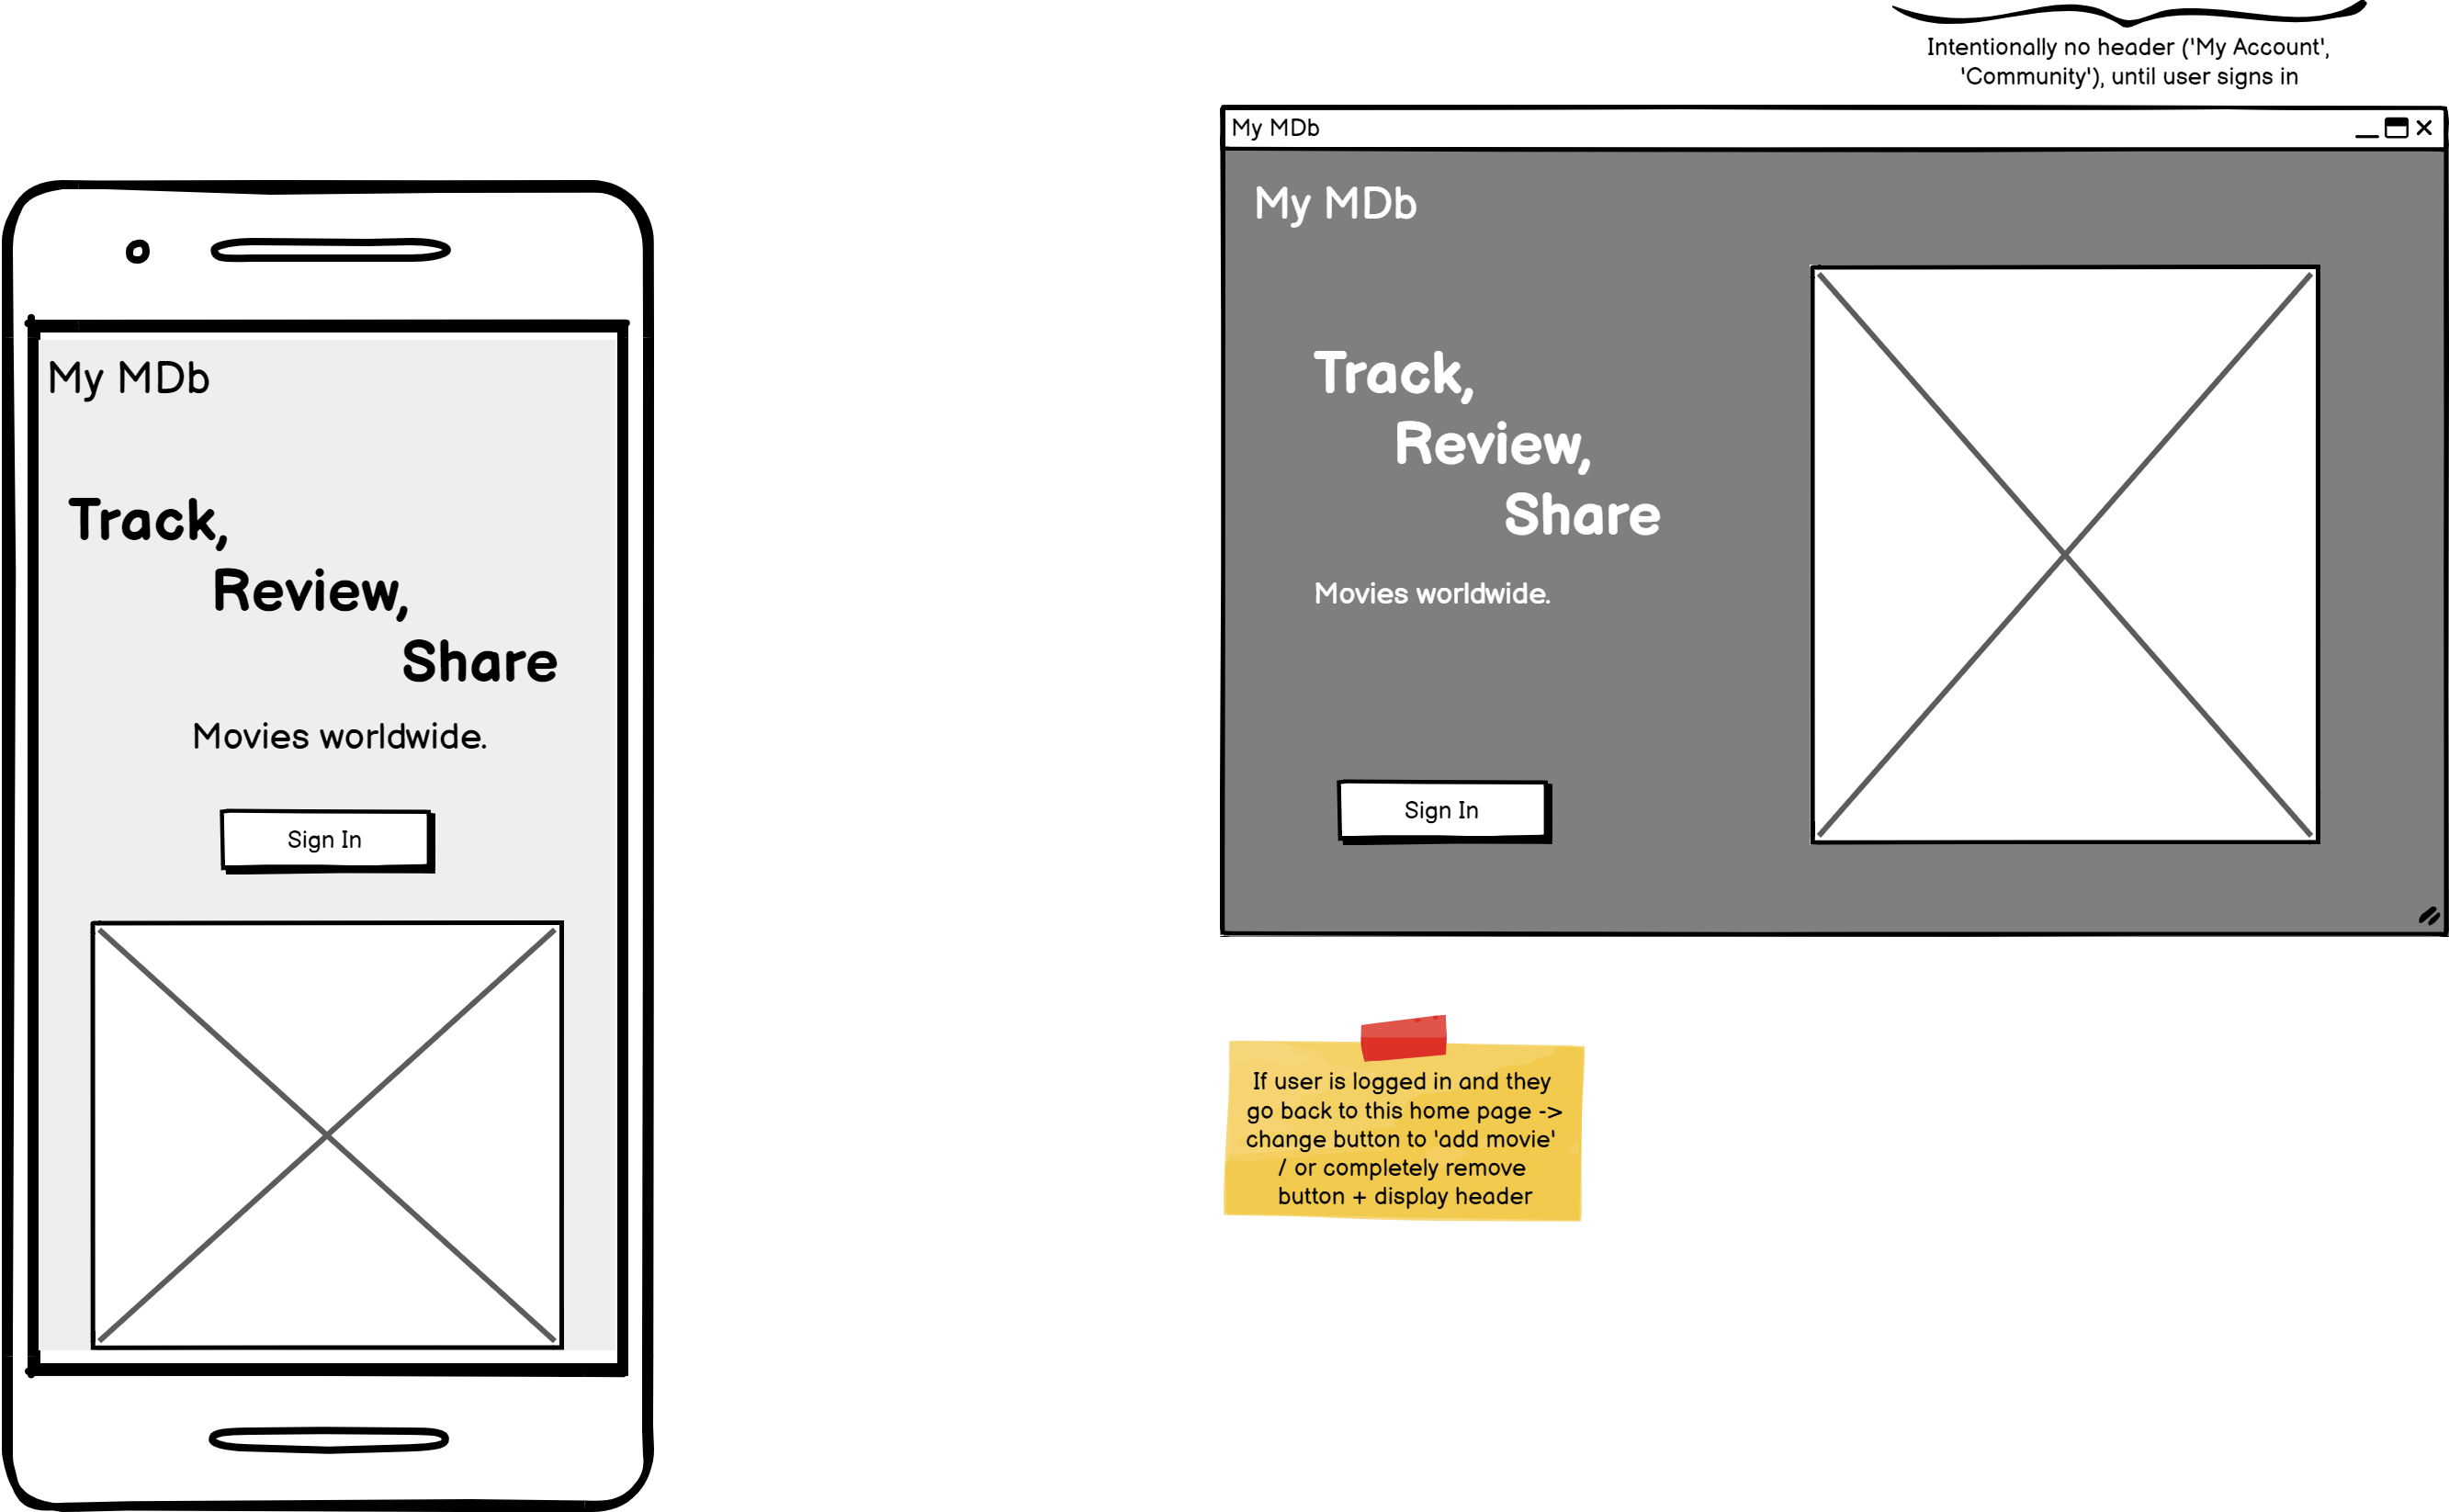 Intentionally no header ('My Account',
'Community'), until user signs in
My MDb
My MDb
Track,
Review,
Share
Movies worldwide.
Sign In
My MDb
Track,
Review,
Share
Movies worldwide.
Sign In
If user is logged in and they
go back to this home page ->
change button to 'add movie'
/ or completely remove
button + display header